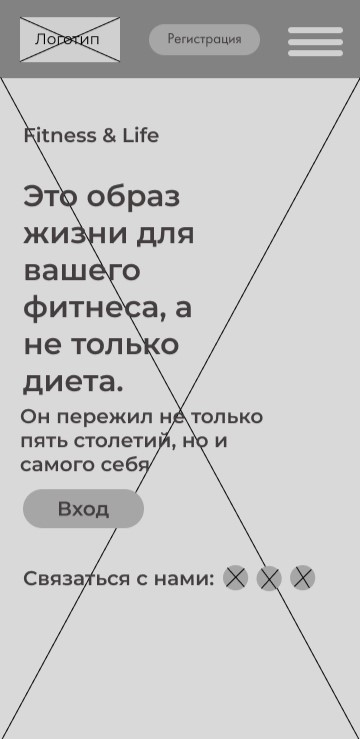 Логотип
Регистрация
Fitness & Life
Это образ
жизни для
вашего
фитнеса, а
не только
диета.
Он пережил не только
пять столетий, но и
самого себя
Вход
Связаться с нами: